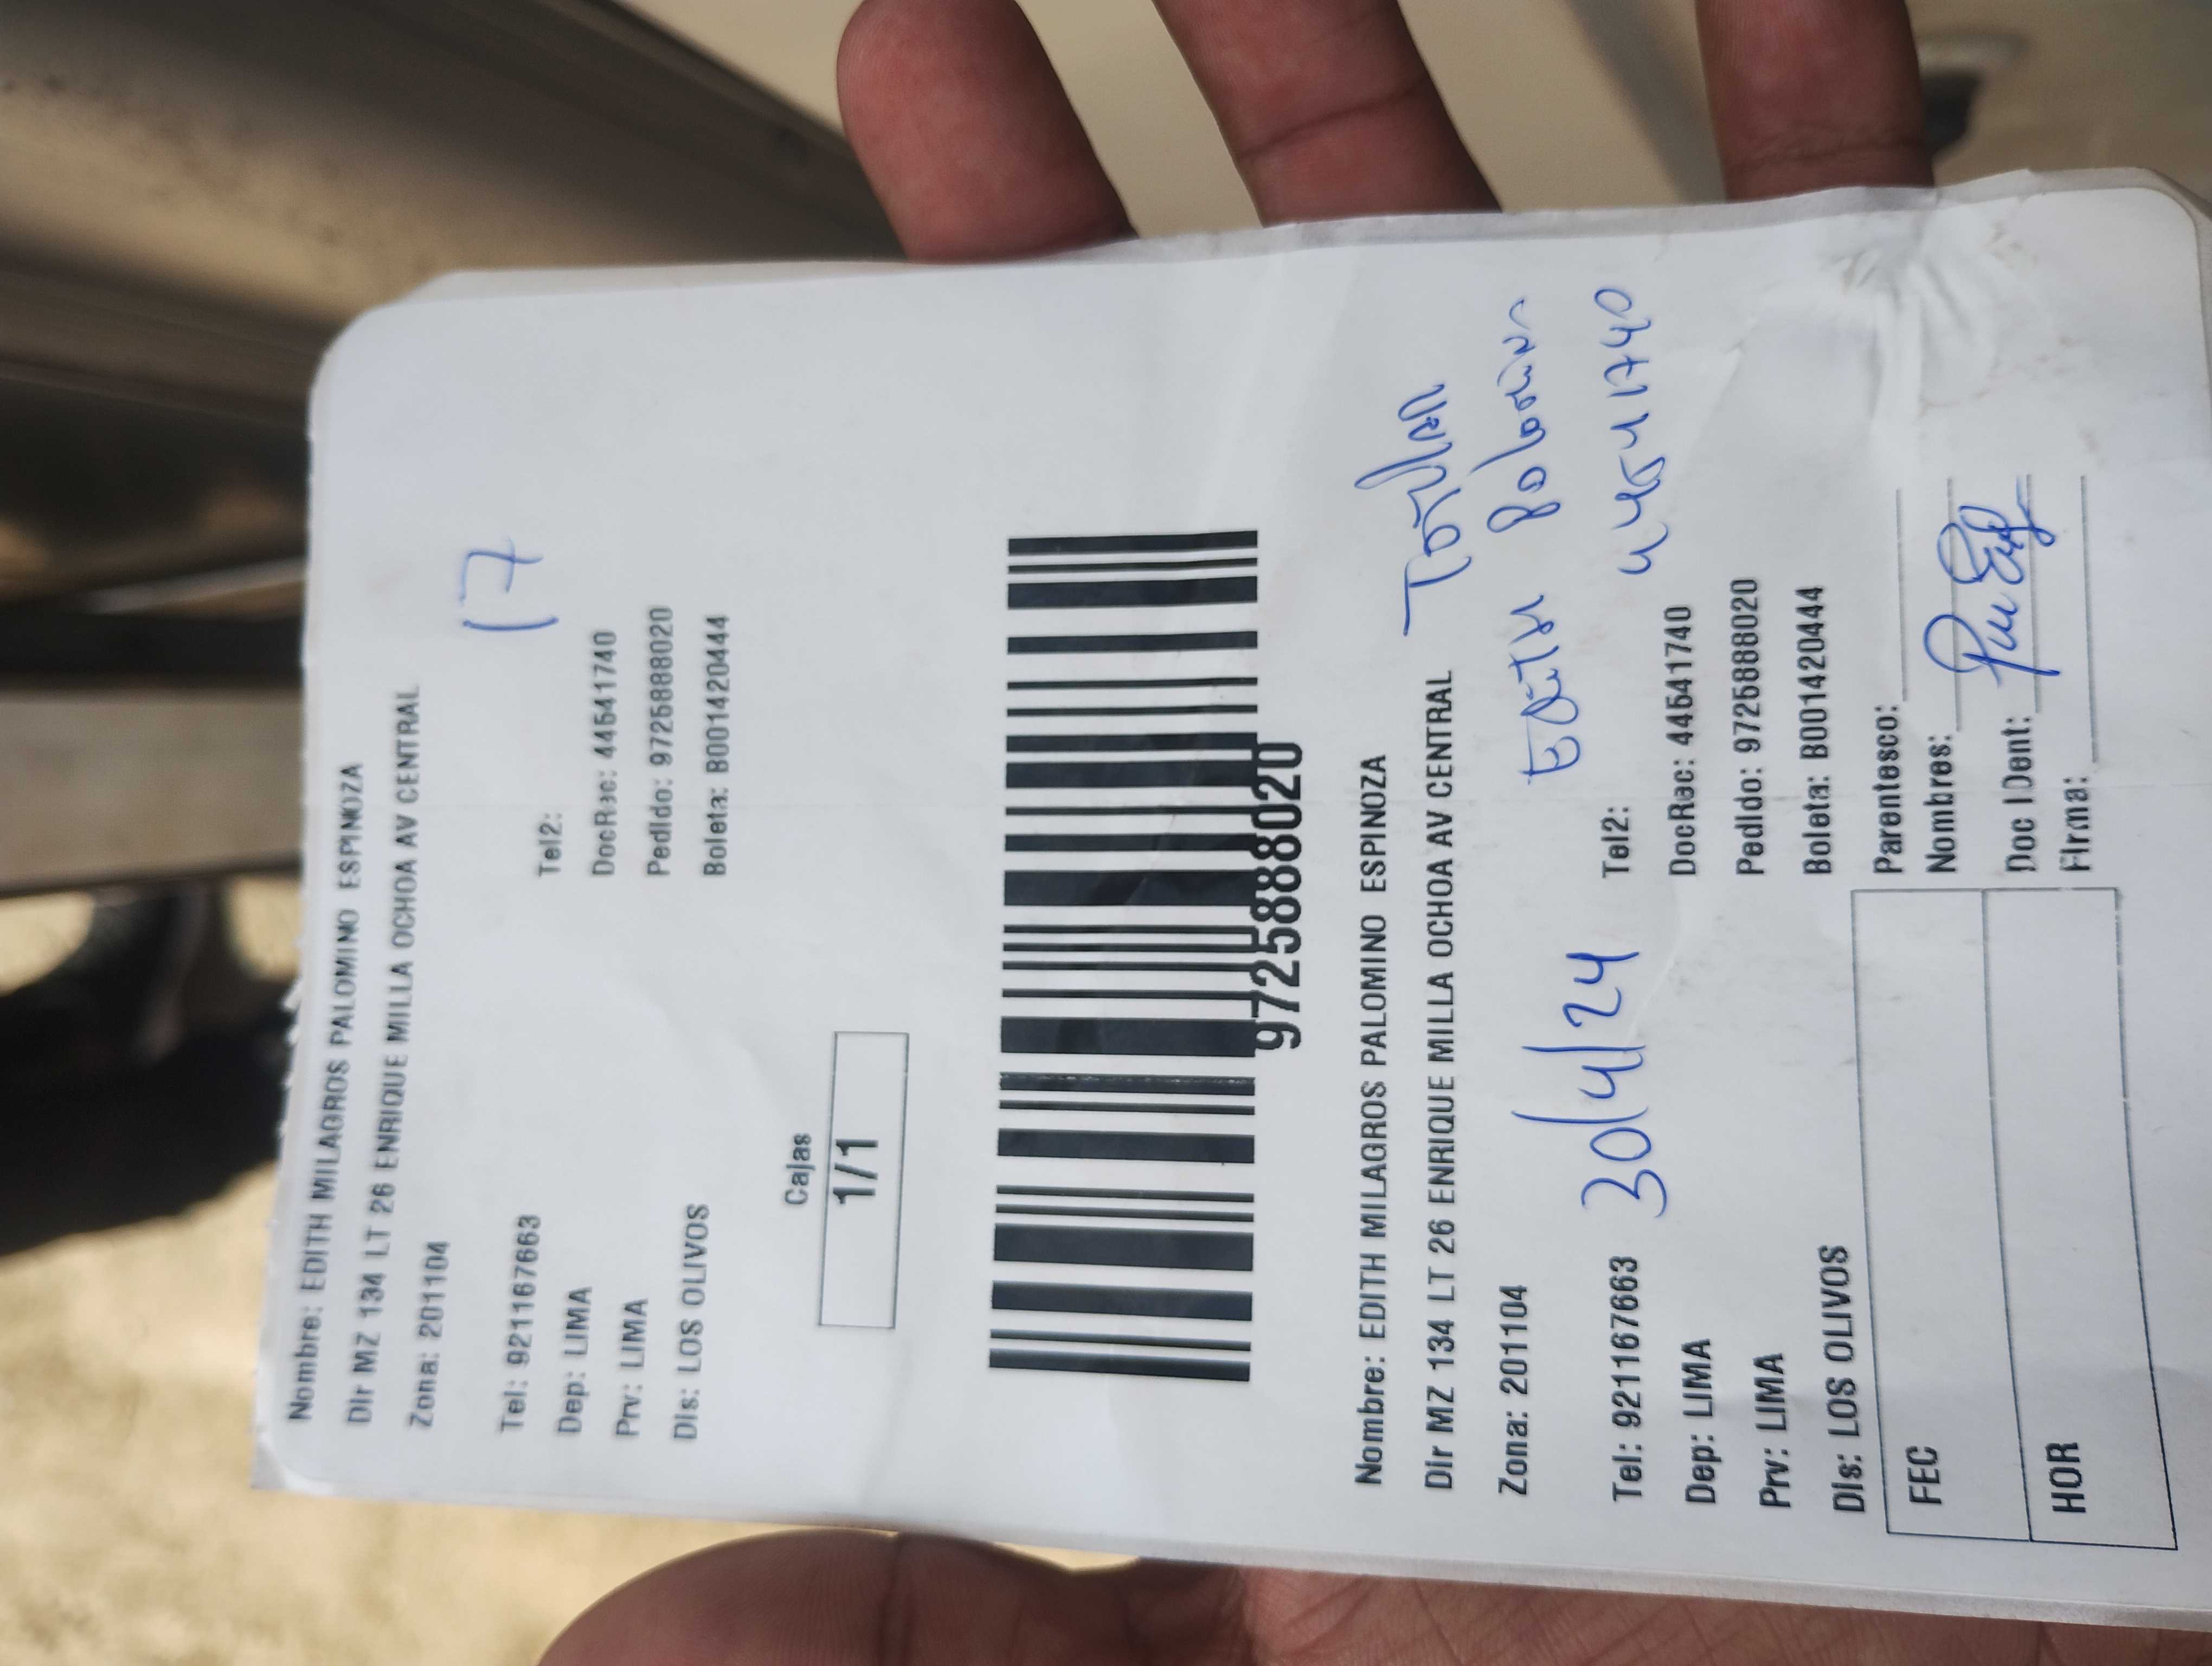 Nombre: EDITH MILAGROS PALOMINO ESPINOZA
Dir MZ 134 LT 26 ENRIQUE MILLA OCHOA AV CENTRAL
Zona: 201104
17
Tel: 921167663 Tel2:
Dep: LIMA DocRec: 44541740
Prv: LIMA Pedido: 9725888020
Dis: LOS OLIVOS Boleta: B001420444
Cajas
1/1
9725888020
Nombre: EDITH MILAGROS PALOMINO ESPINOZA
Dir MZ 134 LT 26 ENRIQUE MILLA OCHOA AV CENTRAL
Zona: 201104
EDITH
30/4/24
44541740
Tel: 921167663 Tel2:
Dep: LIMA DocRec: 44541740
Prv: LIMA Pedido: 9725888020
Dis: LOS OLIVOS Boleta: B001420444
FEC
HOR
Parentesco:
Nombres:
Doc IDent:
Firma: